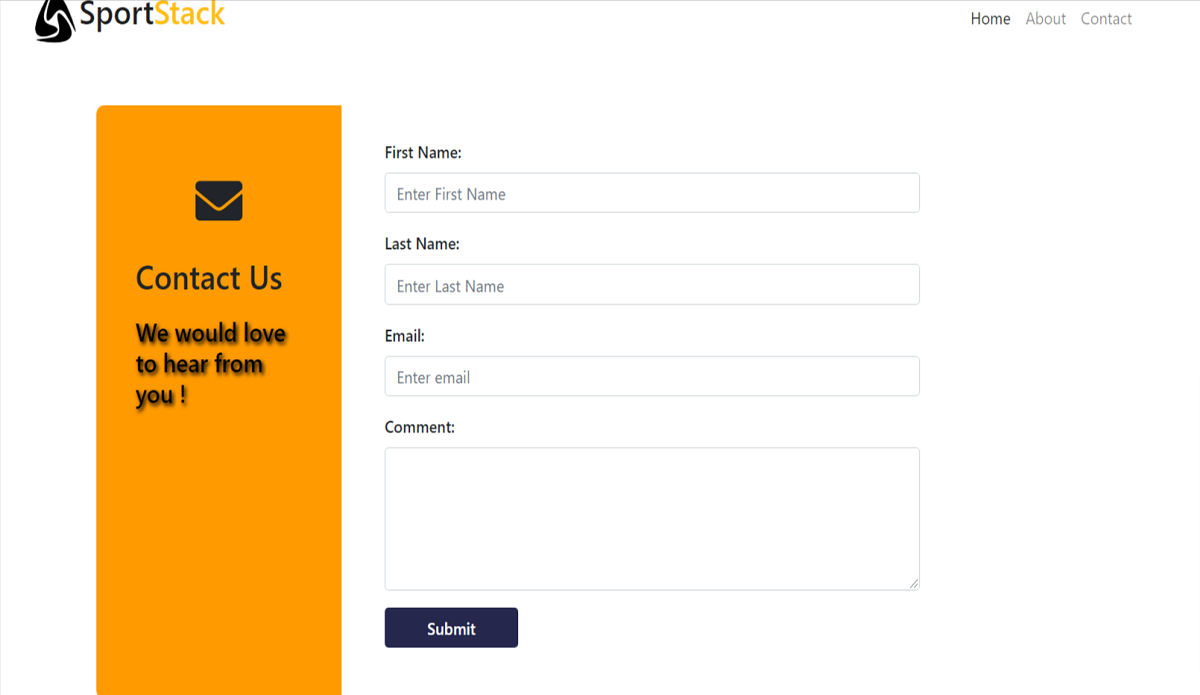 SportStack
Home About Contact
Contact Us
We would love
to hear from
you !
First Name:
Enter First Name
Last Name:
Enter Last Name
Email:
Enter email
Comment:
Submit